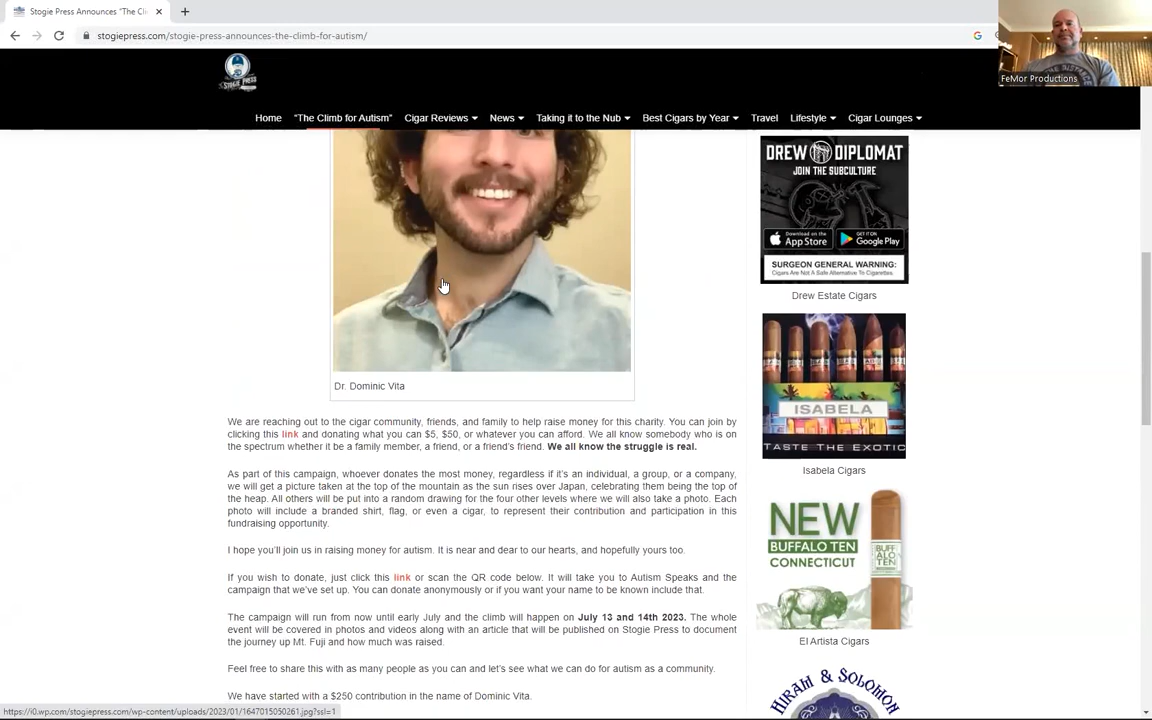 Stogie Press Announces "The Cli
stogiepress.com/stogie-press-announces-the-climb-for-autism/
FeMor Productions
STOGIE PRESS
Home "The Climb for Autism" Cigar Reviews News Taking it to the Nub Best Cigars by Year Travel Lifestyle Cigar Lounges
DREW DIPLOMAT
JOIN THE SUBCULTURE
Download on the App Store GET IT ON Google Play
SURGEON GENERAL WARNING:
Cigars Are Not A Safe Alternative To Cigarettes.
Drew Estate Cigars
ISABELA
TASTE THE EXOTIC
Isabela Cigars
NEW
BUFFALO TEN
CONNECTICUT
BUFF
ALO
TEN
El Artista Cigars
HIRAM & SOLOMON
Dr. Dominic Vita
We are reaching out to the cigar community, friends, and family to help raise money for this charity. You can join by
clicking this link and donating what you can $5, $50, or whatever you can afford. We all know somebody who is on
the spectrum whether it be a family member, a friend, or a friend's friend. We all know the struggle is real.
As part of this campaign, whoever donates the most money, regardless if it's an individual, a group, or a company,
we will get a picture taken at the top of the mountain as the sun rises over Japan, celebrating them being the top of
the heap. All others will be put into a random drawing for the four other levels where we will also take a photo. Each
photo will include a branded shirt, flag, or even a cigar, to represent their contribution and participation in this
fundraising opportunity.
I hope you'll join us in raising money for autism. It is near and dear to our hearts, and hopefully yours too.
If you wish to donate, just click this link or scan the QR code below. It will take you to Autism Speaks and the
campaign that we've set up. You can donate anonymously or if you want your name to be known include that.
The campaign will run from now until early July and the climb will happen on July 13 and 14th 2023. The whole
event will be covered in photos and videos along with an article that will be published on Stogie Press to document
the journey up Mt. Fuji and how much was raised.
Feel free to share this with as many people as you can and let's see what we can do for autism as a community.
We have started with a $250 contribution in the name of Dominic Vita.
https://i0.wp.com/stogiepress.com/wp-content/uploads/2023/01/1647015050261.jpg?ssl=1